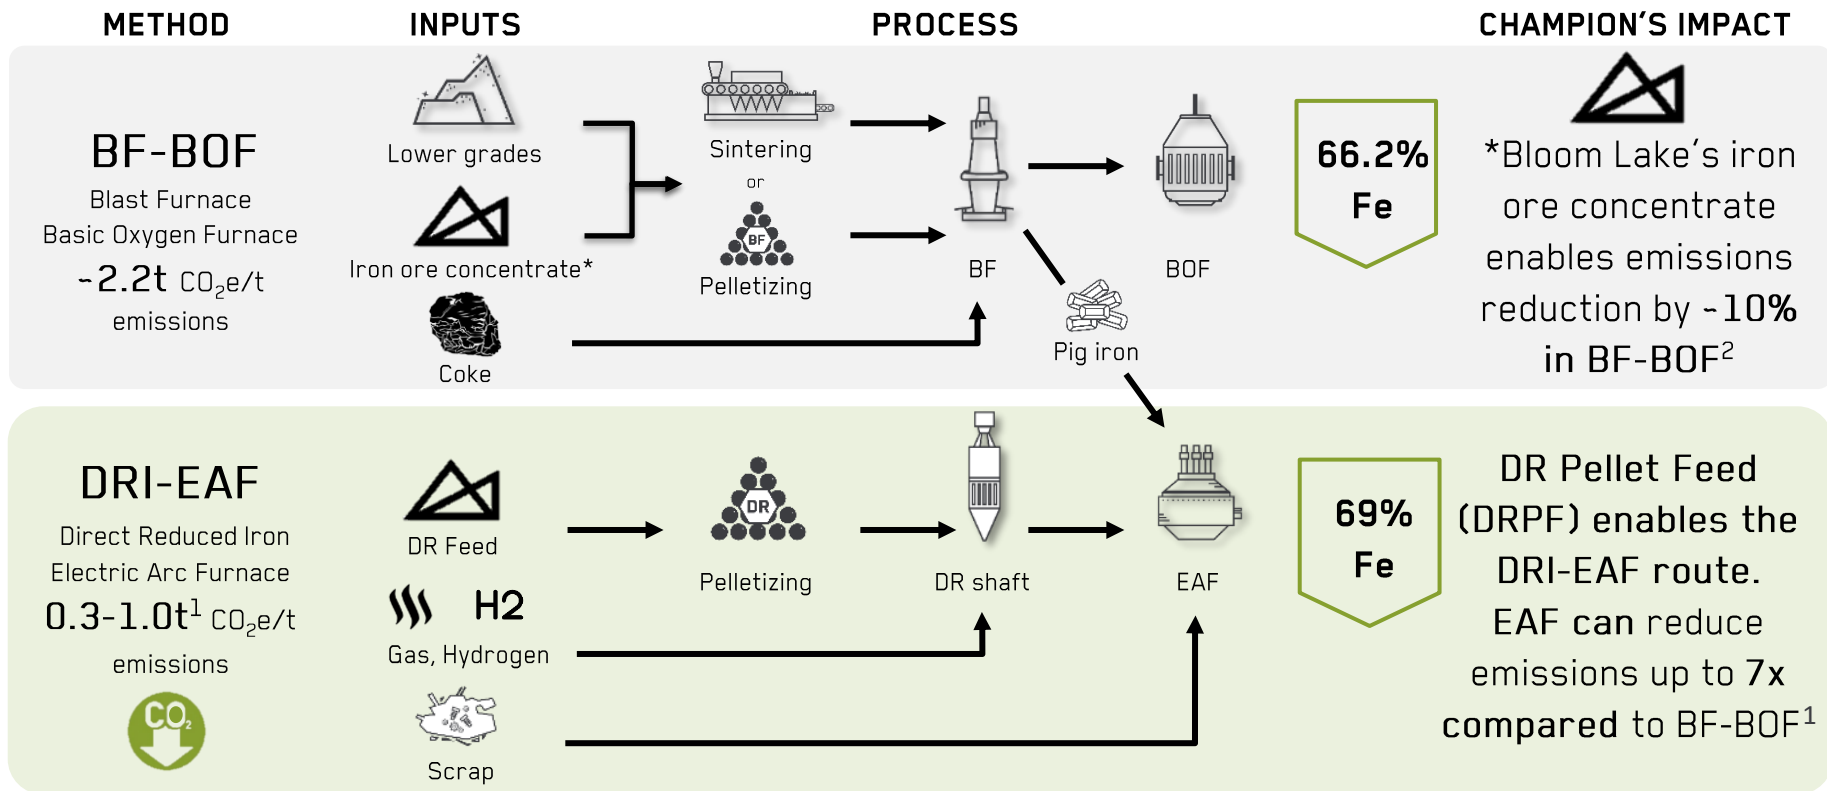 METHOD
INPUTS
PROCESS
CHAMPION'S IMPACT
BF-BOF
Blast Furnace
Basic Oxygen Furnace
~2.2t CO₂e/t
emissions
Lower grades
Iron ore concentrate*
Coke
Sintering
or
BF
Pelletizing
BF
BOF
Pig iron
66.2%
Fe
*Bloom Lake's iron
ore concentrate
enables emissions
reduction by ~10%
in BF-BOF²
DRI-EAF
Direct Reduced Iron
Electric Arc Furnace
0.3-1.0t¹ CO₂e/t
emissions
CO₂
DR Feed
H2
Gas, Hydrogen
Scrap
DR
Pelletizing
DR shaft
EAF
69%
Fe
DR Pellet Feed
(DRPF) enables the
DRI-EAF route.
EAF can reduce
emissions up to 7x
compared to BF-BOF¹